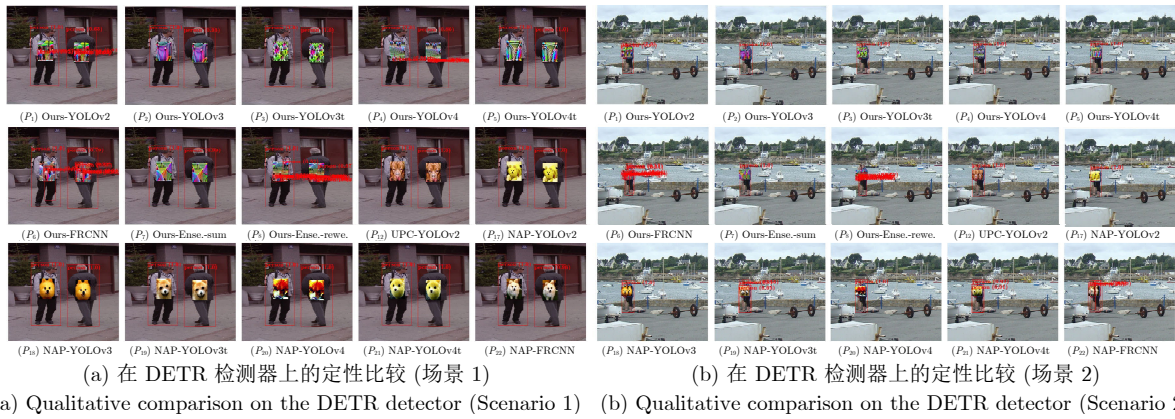 (P₁) Ours-YOLOv2 (P₂) Ours-YOLOv3 (P₃) Ours-YOLOv3t (P₄) Ours-YOLOv4 (P₅) Ours-YOLOv4t
(P₆) Ours-FRCNN (P₇) Ours-Ense.-sum (P₈) Ours-Ense.-rewe. (P₁₂) UPC-YOLOv2 (P₁₇) NAP-YOLOv2
(P₁₈) NAP-YOLOv3 (P₁₉) NAP-YOLOv3t (P₂₀) NAP-YOLOv4 (P₂₁) NAP-YOLOv4t (P₂₂) NAP-FRCNN
(a) 在 DETR 检测器上的定性比较 (场景 1)
a) Qualitative comparison on the DETR detector (Scenario 1)
(P₁) Ours-YOLOv2 (P₂) Ours-YOLOv3 (P₃) Ours-YOLOv3t (P₄) Ours-YOLOv4 (P₅) Ours-YOLOv4t
(P₆) Ours-FRCNN (P₇) Ours-Ense.-sum (P₈) Ours-Ense.-rewe. (P₁₂) UPC-YOLOv2 (P₁₇) NAP-YOLOv2
(P₁₈) NAP-YOLOv3 (P₁₉) NAP-YOLOv3t (P₂₀) NAP-YOLOv4 (P₂₁) NAP-YOLOv4t (P₂₂) NAP-FRCNN
(b) 在 DETR 检测器上的定性比较 (场景 2)
(b) Qualitative comparison on the DETR detector (Scenario